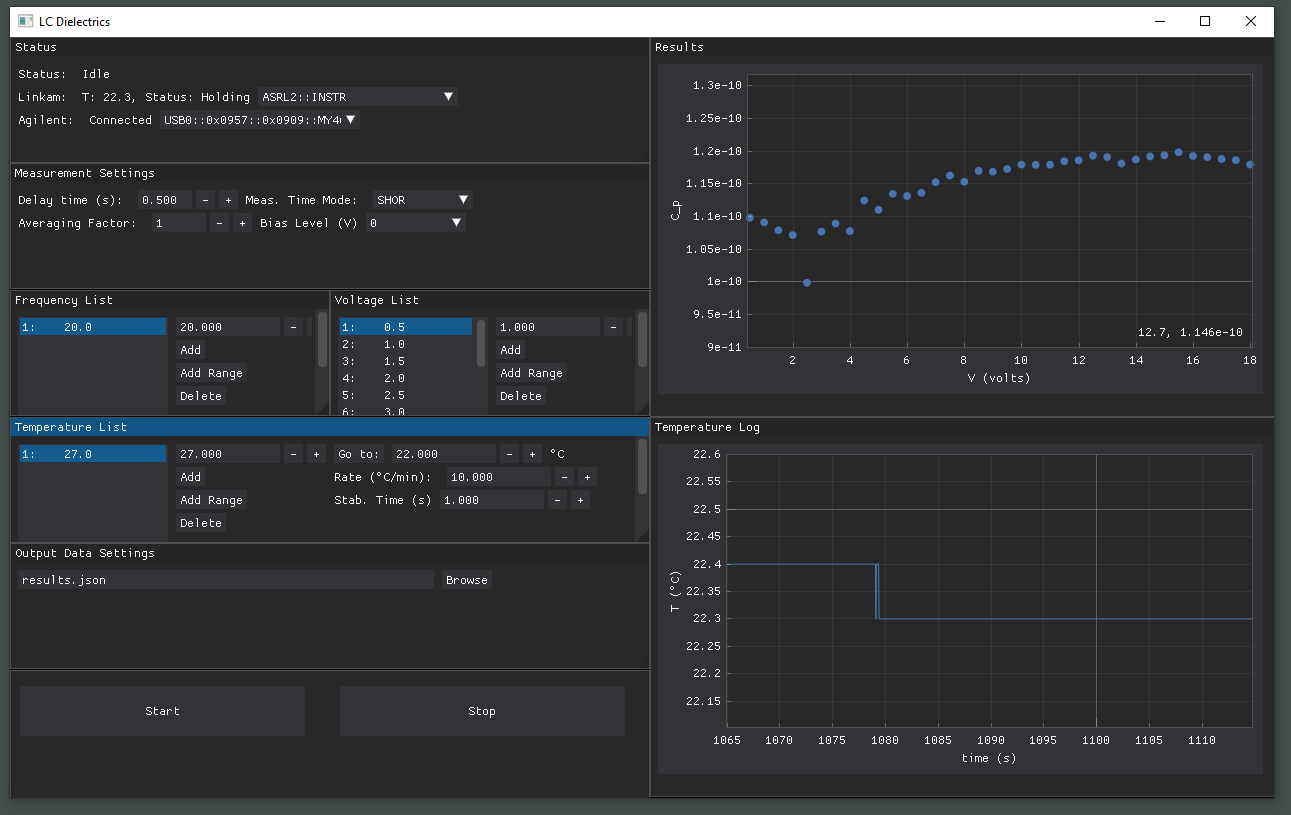 LC Dielectrics
Status
Status: Idle
Linkam: T: 22.3, Status: Holding ASRL2::INSTR
Agilent: Connected USB0::0x0957::0x0909::MY4
Measurement Settings
Delay time (s): 0.500 - + Meas. Time Mode: SHOR
Averaging Factor: 1 - + Bias Level (V) 0
Frequency List
1: 20.0
20.000 -
Add
Add Range
Delete
Voltage List
1: 0.5
2: 1.0
3: 1.5
4: 2.0
5: 2.5
6: 3.0
1.000 -
Add
Add Range
Delete
Temperature List
1: 27.0
27.000 - +
Add
Add Range
Delete
Go to: 22.000 - + °C
Rate (°C/min): 10.000 - +
Stab. Time (s) 1.000 - +
Output Data Settings
results.json Browse
Start Stop
Results
1.3e-10
1.25e-10
1.2e-10
1.15e-10
1.1e-10
1.05e-10
1e-10
9.5e-11
9e-11
C_p
12.7, 1.146e-10
2 4 6 8 10 12 14 16 18
V (volts)
Temperature Log
22.6
22.55
22.5
22.45
22.4
22.35
22.3
22.25
22.2
22.15
T (°C)
1065 1070 1075 1080 1085 1090 1095 1100 1105 1110
time (s)